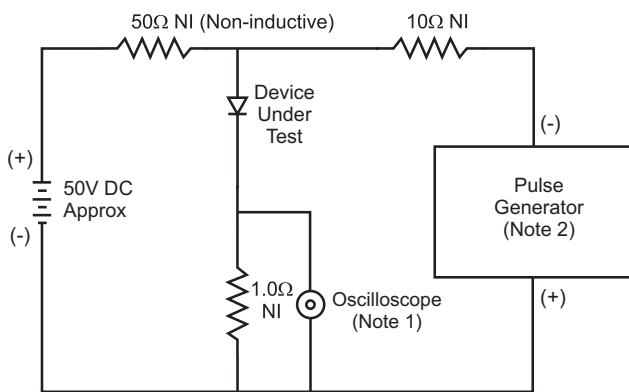 50Ω NI (Non-inductive)
10Ω NI
Device
Under
Test
(-)
(+)
50V DC
Approx
(-)
Pulse
Generator
(Note 2)
1.0Ω
NI
Oscilloscope
(Note 1)
(+)